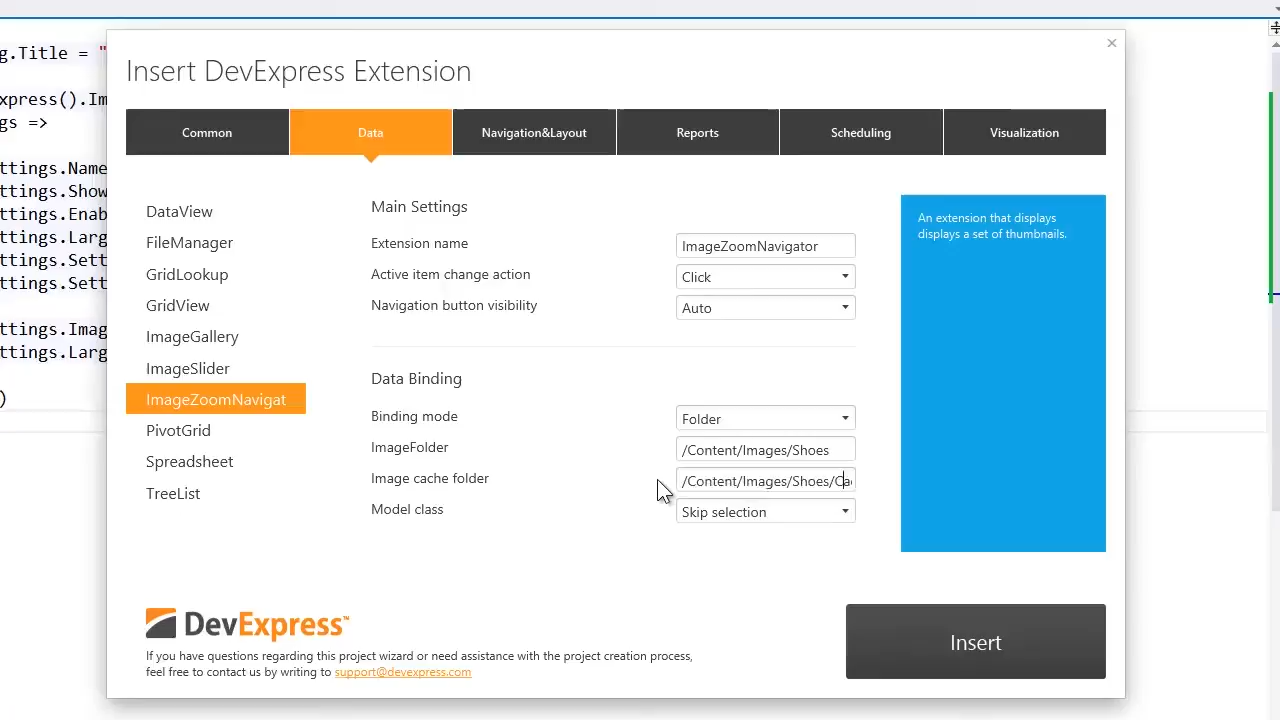 g.Title = "
xpress().Im
gs =>
ttings.Name
ttings.Show
ttings.Enab
ttings.Larg
ttings.Sett
ttings.Sett
ttings.Imag
ttings.Larg
)
Insert DevExpress Extension
Common
Data
Navigation&Layout
Reports
Scheduling
Visualization
DataView
FileManager
GridLookup
GridView
ImageGallery
ImageSlider
ImageZoomNavigat
PivotGrid
Spreadsheet
TreeList
Main Settings
Extension name
ImageZoomNavigator
Active item change action
Click
Navigation button visibility
Auto
Data Binding
Binding mode
Folder
ImageFolder
/Content/Images/Shoes
Image cache folder
/Content/Images/Shoes/Cac
Model class
Skip selection
An extension that displays
displays a set of thumbnails.
DevExpress™
If you have questions regarding this project wizard or need assistance with the project creation process,
feel free to contact us by writing to support@devexpress.com
Insert